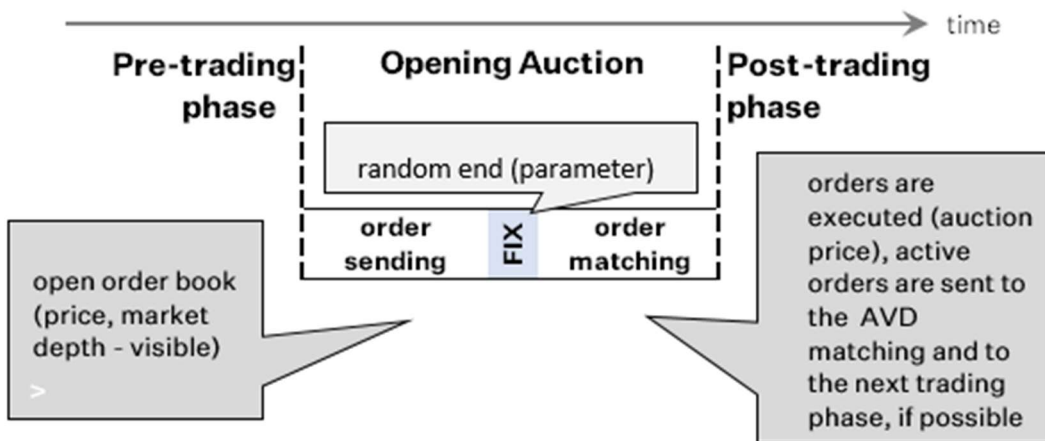 time
Pre-trading
phase
Opening Auction
Post-trading
phase
random end (parameter)
order
sending
FIX
order
matching
open order book
(price, market
depth - visible)
>
orders are
executed (auction
price), active
orders are sent to
the AVD
matching and to
the next trading
phase, if possible